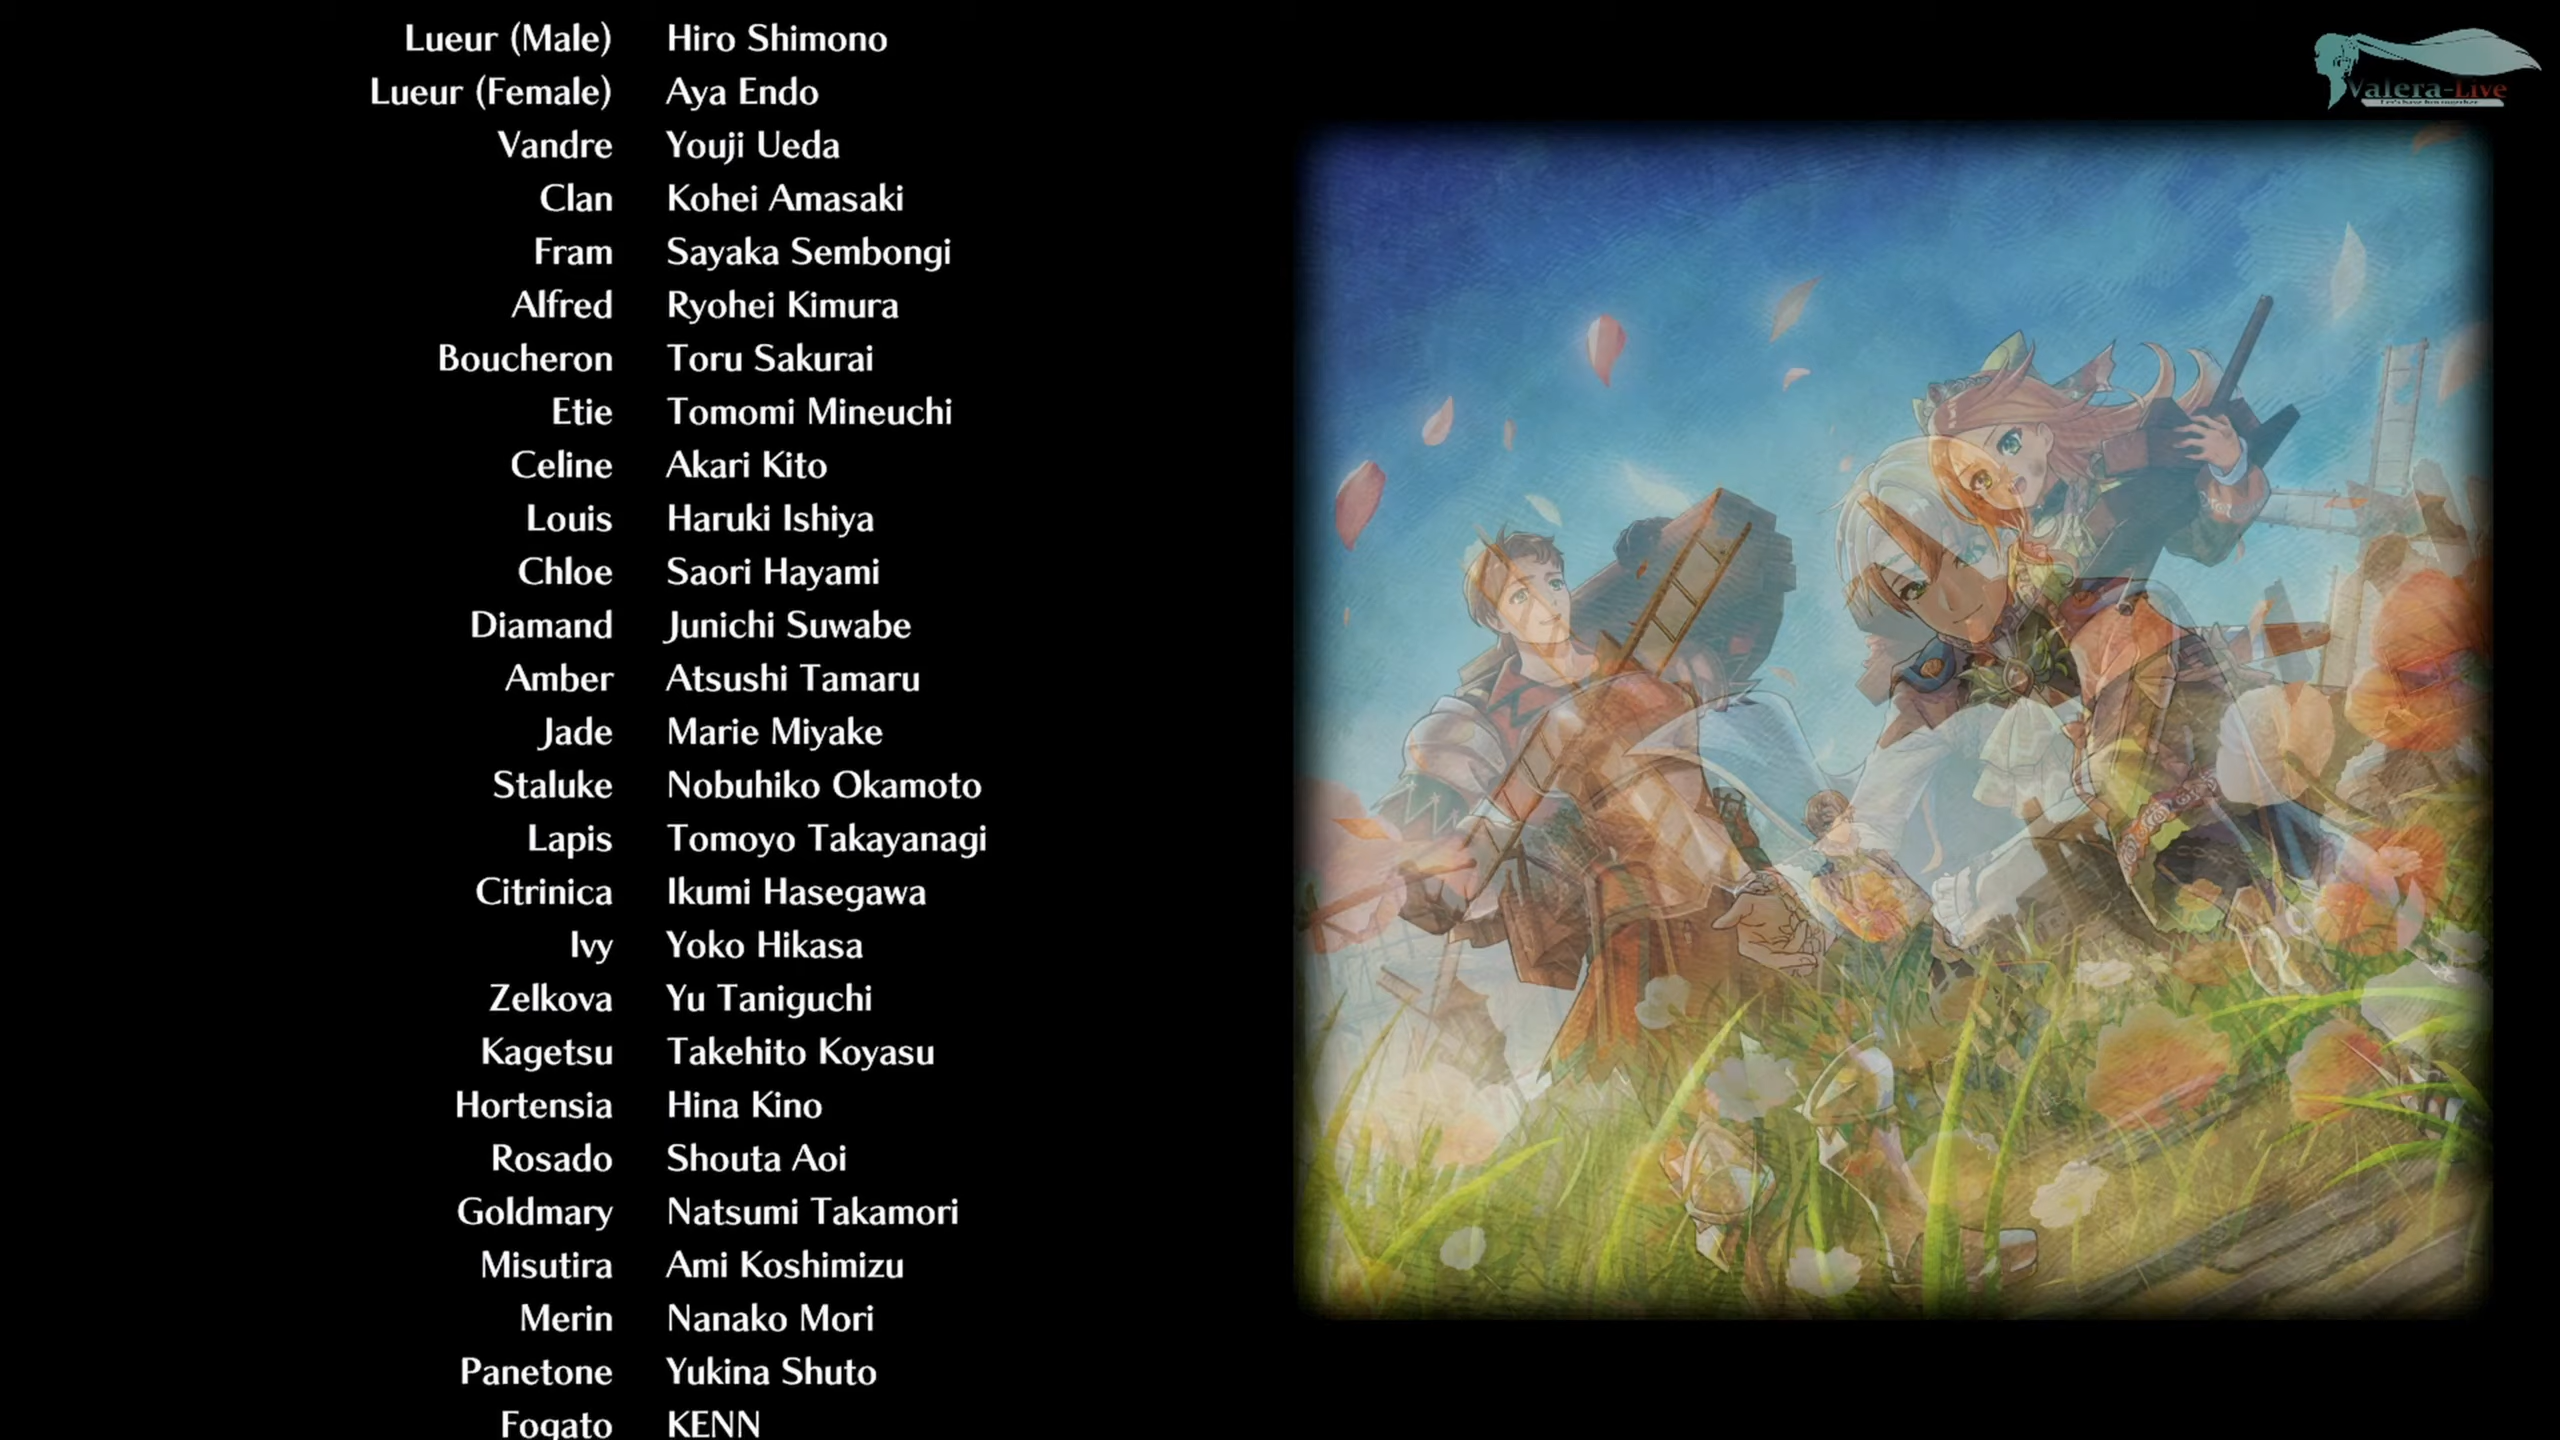 Lueur (Male) Hiro Shimono
Lueur (Female) Aya Endo
Vandre Youji Ueda
Clan Kohei Amasaki
Fram Sayaka Sembongi
Alfred Ryohei Kimura
Boucheron Toru Sakurai
Etie Tomomi Mineuchi
Celine Akari Kito
Louis Haruki Ishiya
Chloe Saori Hayami
Diamand Junichi Suwabe
Amber Atsushi Tamaru
Jade Marie Miyake
Staluke Nobuhiko Okamoto
Lapis Tomoyo Takayanagi
Citrinica Ikumi Hasegawa
Ivy Yoko Hikasa
Zelkova Yu Taniguchi
Kagetsu Takehito Koyasu
Hortensia Hina Kino
Rosado Shouta Aoi
Goldmary Natsumi Takamori
Misutira Ami Koshimizu
Merin Nanako Mori
Panetone Yukina Shuto
Fogato KENN
Valera-Live